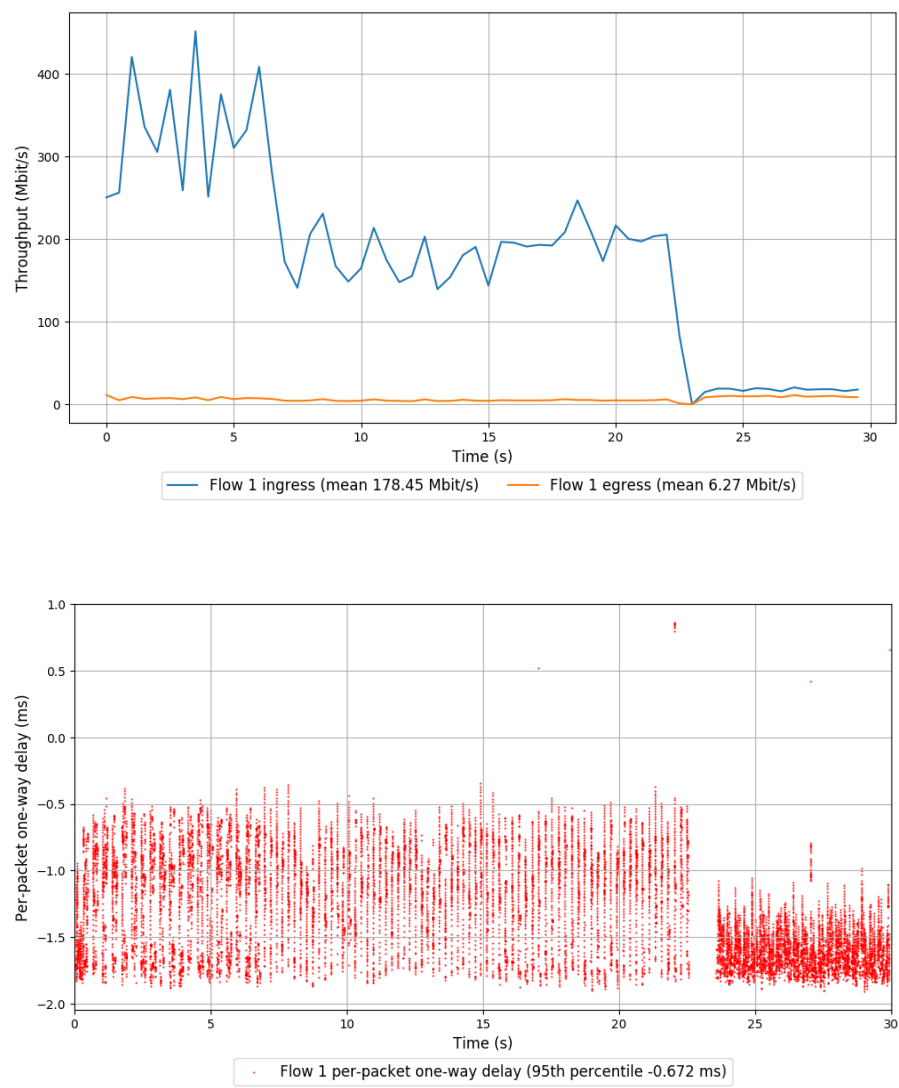 400
300
200
100
0
Throughput (Mbit/s)
0 5 10 15 20 25 30
Time (s)
Flow 1 ingress (mean 178.45 Mbit/s) Flow 1 egress (mean 6.27 Mbit/s)
1.0
0.5
0.0
−0.5
−1.0
−1.5
−2.0
Per-packet one-way delay (ms)
0 5 10 15 20 25 30
Time (s)
Flow 1 per-packet one-way delay (95th percentile -0.672 ms)